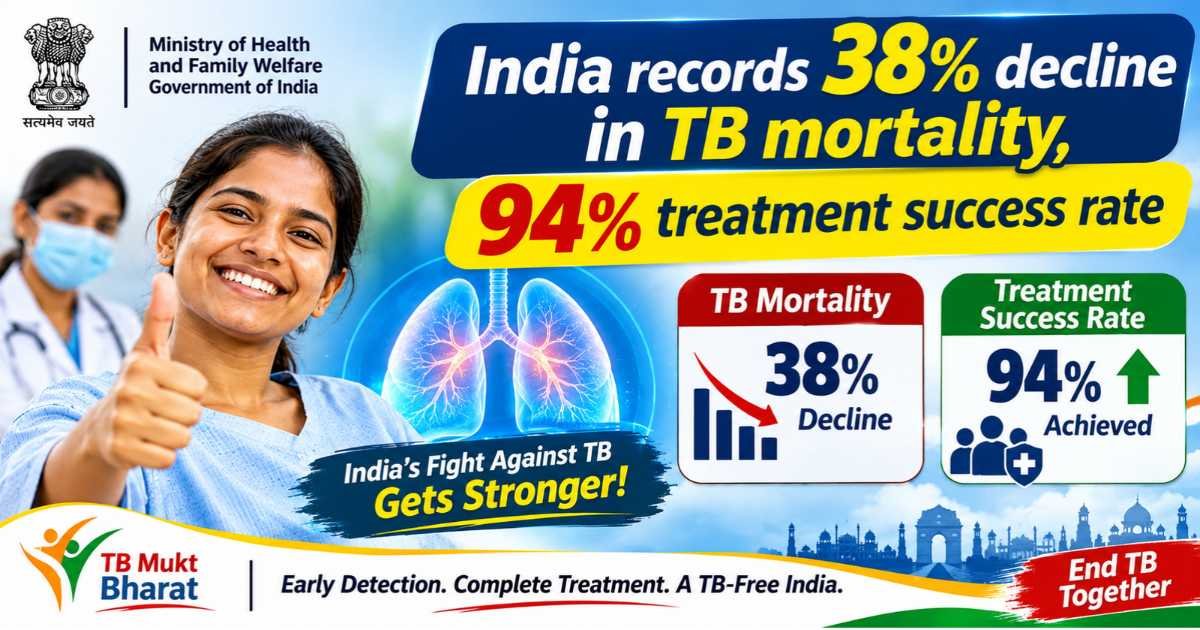 Ministry of Health
and Family Welfare
Government of India
सत्यमेव जयते
India records 38% decline
in TB mortality,
94% treatment success rate
TB Mortality
38%
Decline
Treatment
Success Rate
94%
Achieved
India's Fight Against TB
Gets Stronger!
TB Mukt
Bharat
Early Detection. Complete Treatment. A TB-Free India.
End TB
Together